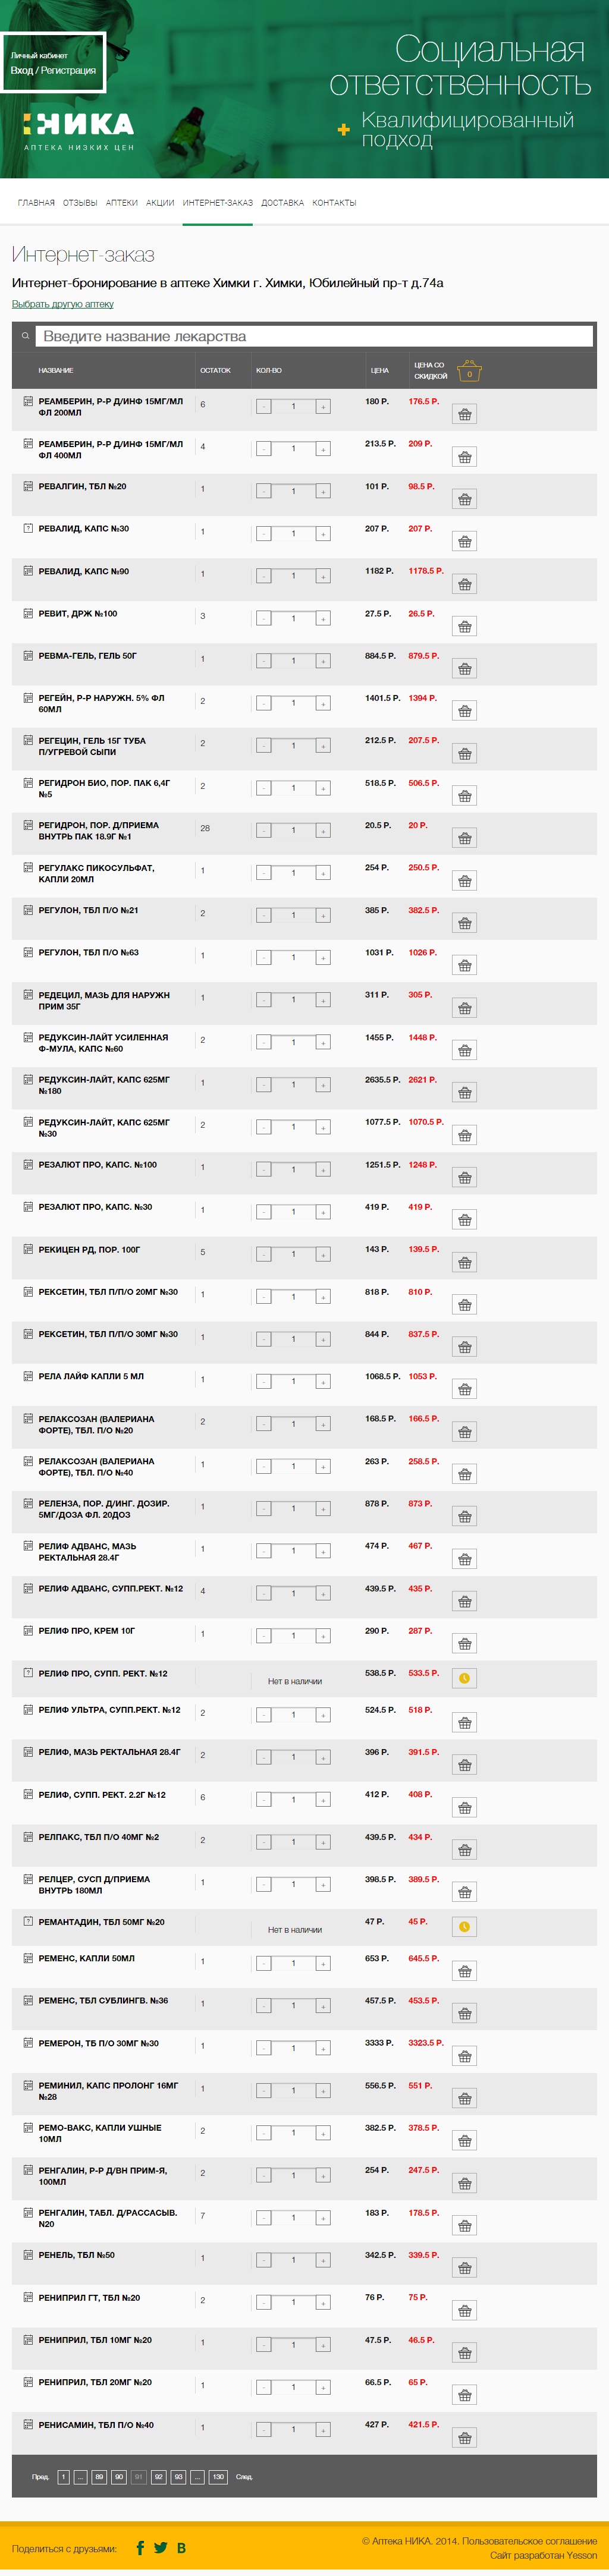 Личный кабинет
Вход / Регистрация
Социальная
ответственность
Квалифицированный
подход
НИКА
АПТЕКА НИЗКИХ ЦЕН
ГЛАВНАЯ ОТЗЫВЫ АПТЕКИ АКЦИИ ИНТЕРНЕТ-ЗАКАЗ ДОСТАВКА КОНТАКТЫ
Интернет-заказ
Интернет-бронирование в аптеке Химки г. Химки, Юбилейный пр-т д.74а
Выбрать другую аптеку
Введите название лекарства
НАЗВАНИЕ ОСТАТОК КОЛ-ВО ЦЕНА ЦЕНА СО
СКИДКОЙ 0
РЕАМБЕРИН, Р-Р Д/ИНФ 15МГ/МЛ 6 - 1 + 180 Р. 176.5 Р.
ФЛ 200МЛ
РЕАМБЕРИН, Р-Р Д/ИНФ 15МГ/МЛ 4 - 1 + 213.5 Р. 209 Р.
ФЛ 400МЛ
РЕВАЛГИН, ТБЛ №20 1 - 1 + 101 Р. 98.5 Р.
РЕВАЛИД, КАПС №30 1 - 1 + 207 Р. 207 Р.
РЕВАЛИД, КАПС №90 1 - 1 + 1182 Р. 1178.5 Р.
РЕВИТ, ДРЖ №100 3 - 1 + 27.5 Р. 26.5 Р.
РЕВМА-ГЕЛЬ, ГЕЛЬ 50Г 1 - 1 + 884.5 Р. 879.5 Р.
РЕГЕЙН, Р-Р НАРУЖН. 5% ФЛ 2 - 1 + 1401.5 Р. 1394 Р.
60МЛ
РЕГЕЦИН, ГЕЛЬ 15Г ТУБА 2 - 1 + 212.5 Р. 207.5 Р.
П/УГРЕВОЙ СЫПИ
РЕГИДРОН БИО, ПОР. ПАК 6,4Г 2 - 1 + 518.5 Р. 506.5 Р.
№5
РЕГИДРОН, ПОР. Д/ПРИЕМА 28 - 1 + 20.5 Р. 20 Р.
ВНУТРЬ ПАК 18.9Г №1
РЕГУЛАКС ПИКОСУЛЬФАТ, 1 - 1 + 254 Р. 250.5 Р.
КАПЛИ 20МЛ
РЕГУЛОН, ТБЛ П/О №21 2 - 1 + 385 Р. 382.5 Р.
РЕГУЛОН, ТБЛ П/О №63 1 - 1 + 1031 Р. 1026 Р.
РЕДЕЦИЛ, МАЗЬ ДЛЯ НАРУЖН 1 - 1 + 311 Р. 305 Р.
ПРИМ 35Г
РЕДУКСИН-ЛАЙТ УСИЛЕННАЯ 2 - 1 + 1455 Р. 1448 Р.
Ф-МУЛА, КАПС №60
РЕДУКСИН-ЛАЙТ, КАПС 625МГ 1 - 1 + 2635.5 Р. 2621 Р.
№180
РЕДУКСИН-ЛАЙТ, КАПС 625МГ 2 - 1 + 1077.5 Р. 1070.5 Р.
№30
РЕЗАЛЮТ ПРО, КАПС. №100 1 - 1 + 1251.5 Р. 1248 Р.
РЕЗАЛЮТ ПРО, КАПС. №30 1 - 1 + 419 Р. 419 Р.
РЕКИЦЕН РД, ПОР. 100Г 5 - 1 + 143 Р. 139.5 Р.
РЕКСЕТИН, ТБЛ П/П/О 20МГ №30 1 - 1 + 818 Р. 810 Р.
РЕКСЕТИН, ТБЛ П/П/О 30МГ №30 1 - 1 + 844 Р. 837.5 Р.
РЕЛА ЛАЙФ КАПЛИ 5 МЛ 1 - 1 + 1068.5 Р. 1053 Р.
РЕЛАКСОЗАН (ВАЛЕРИАНА 2 - 1 + 168.5 Р. 166.5 Р.
ФОРТЕ), ТБЛ. П/О №20
РЕЛАКСОЗАН (ВАЛЕРИАНА 1 - 1 + 263 Р. 258.5 Р.
ФОРТЕ), ТБЛ. П/О №40
РЕЛЕНЗА, ПОР. Д/ИНГ. ДОЗИР. 1 - 1 + 878 Р. 873 Р.
5МГ/ДОЗА ФЛ. 20ДОЗ
РЕЛИФ АДВАНС, МАЗЬ 1 - 1 + 474 Р. 467 Р.
РЕКТАЛЬНАЯ 28.4Г
РЕЛИФ АДВАНС, СУПП.РЕКТ. №12 4 - 1 + 439.5 Р. 435 Р.
РЕЛИФ ПРО, КРЕМ 10Г 1 - 1 + 290 Р. 287 Р.
РЕЛИФ ПРО, СУПП. РЕКТ. №12 Нет в наличии 538.5 Р. 533.5 Р.
РЕЛИФ УЛЬТРА, СУПП.РЕКТ. №12 2 - 1 + 524.5 Р. 518 Р.
РЕЛИФ, МАЗЬ РЕКТАЛЬНАЯ 28.4Г 2 - 1 + 396 Р. 391.5 Р.
РЕЛИФ, СУПП. РЕКТ. 2.2Г №12 6 - 1 + 412 Р. 408 Р.
РЕЛПАКС, ТБЛ П/О 40МГ №2 2 - 1 + 439.5 Р. 434 Р.
РЕЛЦЕР, СУСП Д/ПРИЕМА 1 - 1 + 398.5 Р. 389.5 Р.
ВНУТРЬ 180МЛ
РЕМАНТАДИН, ТБЛ 50МГ №20 Нет в наличии 47 Р. 45 Р.
РЕМЕНС, КАПЛИ 50МЛ 1 - 1 + 653 Р. 645.5 Р.
РЕМЕНС, ТБЛ СУБЛИНГВ. №36 1 - 1 + 457.5 Р. 453.5 Р.
РЕМЕРОН, ТБ П/О 30МГ №30 1 - 1 + 3333 Р. 3323.5 Р.
РЕМИНИЛ, КАПС ПРОЛОНГ 16МГ 1 - 1 + 556.5 Р. 551 Р.
№28
РЕМО-ВАКС, КАПЛИ УШНЫЕ 2 - 1 + 382.5 Р. 378.5 Р.
10МЛ
РЕНГАЛИН, Р-Р Д/ВН ПРИМ-Я, 2 - 1 + 254 Р. 247.5 Р.
100МЛ
РЕНГАЛИН, ТАБЛ. Д/РАССАСЫВ. 7 - 1 + 183 Р. 178.5 Р.
N20
РЕНЕЛЬ, ТБЛ №50 1 - 1 + 342.5 Р. 339.5 Р.
РЕНИПРИЛ ГТ, ТБЛ №20 2 - 1 + 76 Р. 75 Р.
РЕНИПРИЛ, ТБЛ 10МГ №20 1 - 1 + 47.5 Р. 46.5 Р.
РЕНИПРИЛ, ТБЛ 20МГ №20 1 - 1 + 66.5 Р. 65 Р.
РЕНИСАМИН, ТБЛ П/О №40 1 - 1 + 427 Р. 421.5 Р.
Пред. 1 ... 89 90 91 92 93 ... 130 След.
Поделиться с друзьями:
© Аптека НИКА. 2014. Пользовательское соглашение
Сайт разработан Yesson